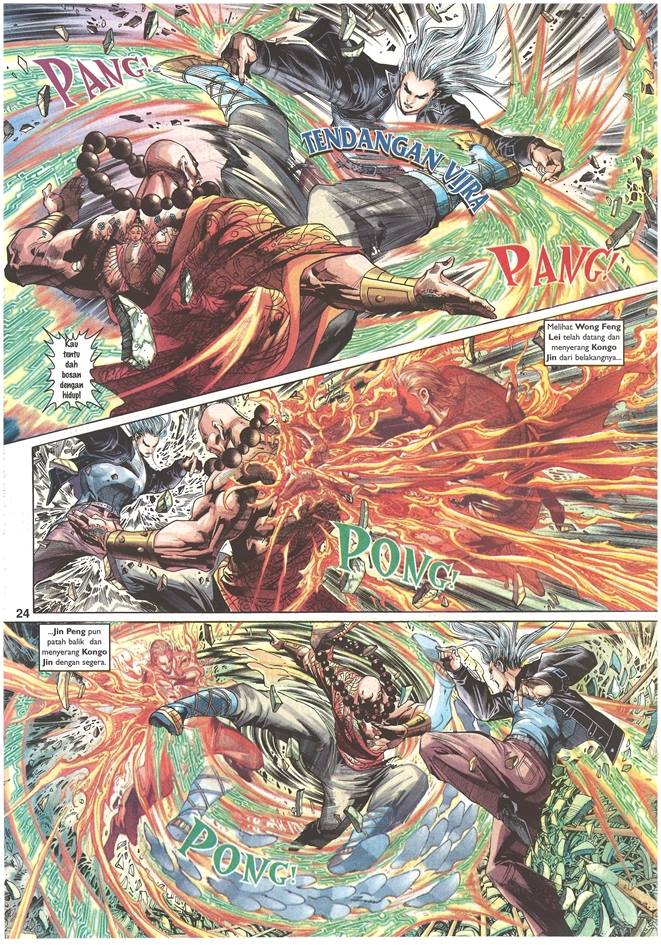 PANG!
TENDANGAN VIJRA
PANG!
Kau
tentu
dah
bosan
dengan
hidup!
Melihat Wong Feng
Lei telah datang dan
menyerang Kongo
Jin dari belakangnya...
PONG!
24
...Jin Peng pun
patah balik dan
menyerang Kongo
Jin dengan segera.
PONG!